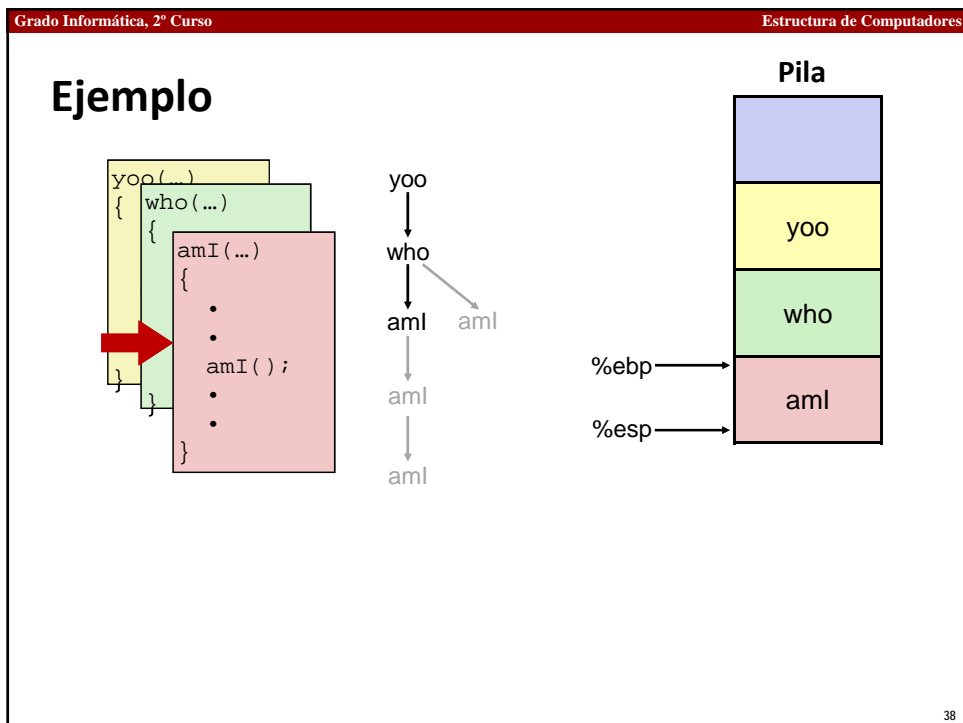 Grado Informática, 2º Curso
Estructura de Computadores
Ejemplo
Pila
yoo(…)
{
}
who(…)
{
}
amI(…)
{
•
•
amI();
•
•
}
yoo
who
amI
amI
amI
amI
%ebp
%esp
yoo
who
amI
38